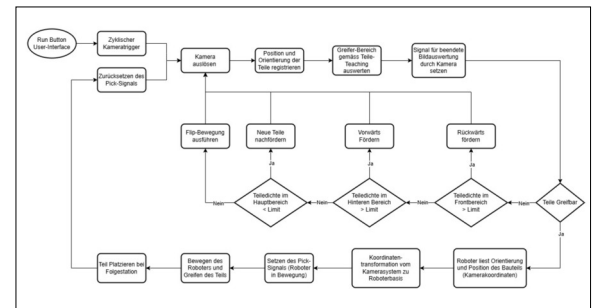 Run Button
User-Interface
Zyklischer
Kameratrigger
Zurücksetzen des
Pick-Signals
Kamera
auslösen
Position und
Orientierung der
Teile registrieren
Greifer-Bereich
gemäss Teile-
Teaching
auswerten
Signal für beendete
Bildauswertung
durch Kamera
setzen
Flip-Bewegung
ausführen
Neue Teile
nachfördern
Vorwärts
Fördern
Rückwärts
fördern
Ja
Ja
Ja
Nein
Teiledichte im
Hauptbereich
< Limit
Nein
Teiledichte im
Hinteren Bereich
> Limit
Nein
Teiledichte im
Frontbereich
> Limit
Nein
Teile Greifbar
Ja
Teil Platzieren bei
Folgestation
Bewegen des
Roboters und
Greifen des Teils
Setzen des Pick-
Signals (Roboter
in Bewegung)
Koordinaten-
transformation vom
Kamerasystem zu
Roboterbasis
Roboter liest Orientierung
und Position des Bauteils
(Kamerakoordinaten)